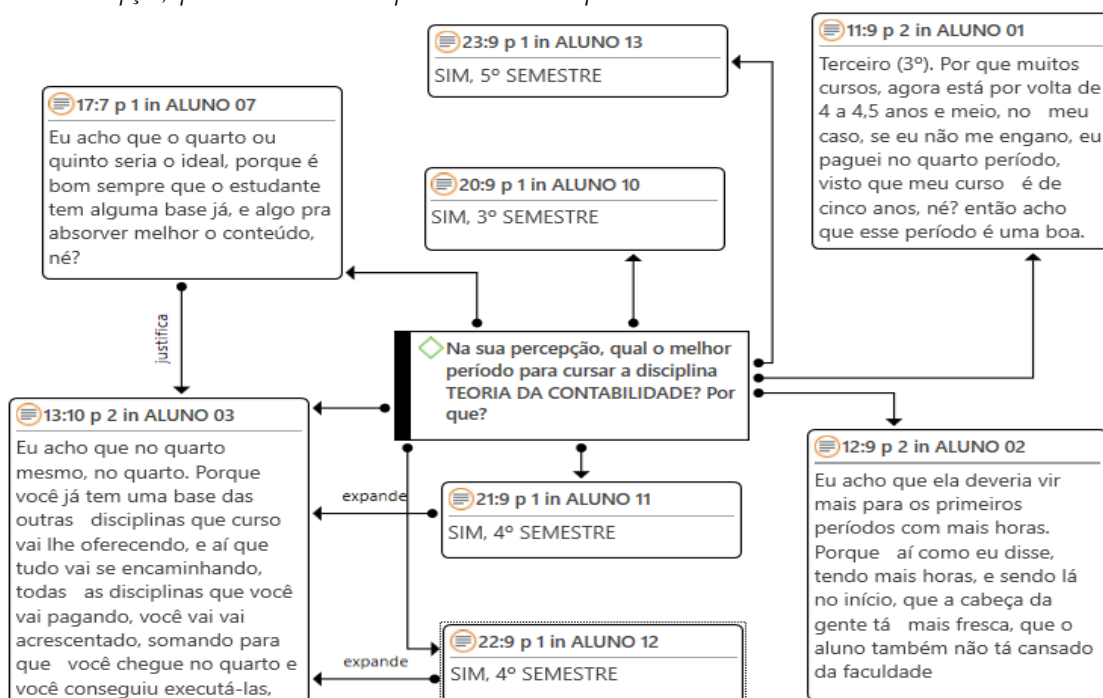 23:9 p 1 in ALUNO 13
SIM, 5º SEMESTRE
11:9 p 2 in ALUNO 01
Terceiro (3º). Por que muitos
cursos, agora está por volta de
4 a 4,5 anos e meio, no meu
caso, se eu não me engano, eu
paguei no quarto período,
visto que meu curso é de
cinco anos, né? então acho
que esse período é uma boa.
17:7 p 1 in ALUNO 07
Eu acho que o quarto ou
quinto seria o ideal, porque é
bom sempre que o estudante
tem alguma base já, e algo pra
absorver melhor o conteúdo,
né?
20:9 p 1 in ALUNO 10
SIM, 3º SEMESTRE
justifica
Na sua percepção, qual o melhor
período para cursar a disciplina
TEORIA DA CONTABILIDADE? Por
que?
13:10 p 2 in ALUNO 03
Eu acho que no quarto
mesmo, no quarto. Porque
você já tem uma base das
outras disciplinas que curso
vai lhe oferecendo, e aí que
tudo vai se encaminhando,
todas as disciplinas que você
vai pagando, você vai vai
acrescentado, somando para
que você chegue no quarto e
você conseguiu executá-las,
expande
21:9 p 1 in ALUNO 11
SIM, 4º SEMESTRE
expande
22:9 p 1 in ALUNO 12
SIM, 4º SEMESTRE
12:9 p 2 in ALUNO 02
Eu acho que ela deveria vir
mais para os primeiros
períodos com mais horas.
Porque aí como eu disse,
tendo mais horas, e sendo lá
no início, que a cabeça da
gente tá mais fresca, que o
aluno também não tá cansado
da faculdade